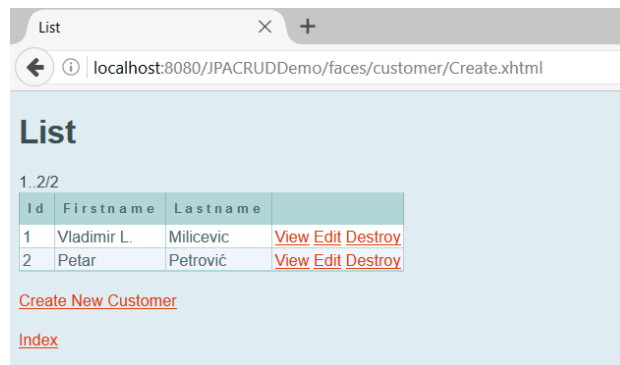 List
localhost:8080/JPACRUDDemo/faces/customer/Create.xhtml
List
1..2/2
Id Firstname Lastname
1 Vladimir L. Milicevic View Edit Destroy
2 Petar Petrović View Edit Destroy
Create New Customer
Index